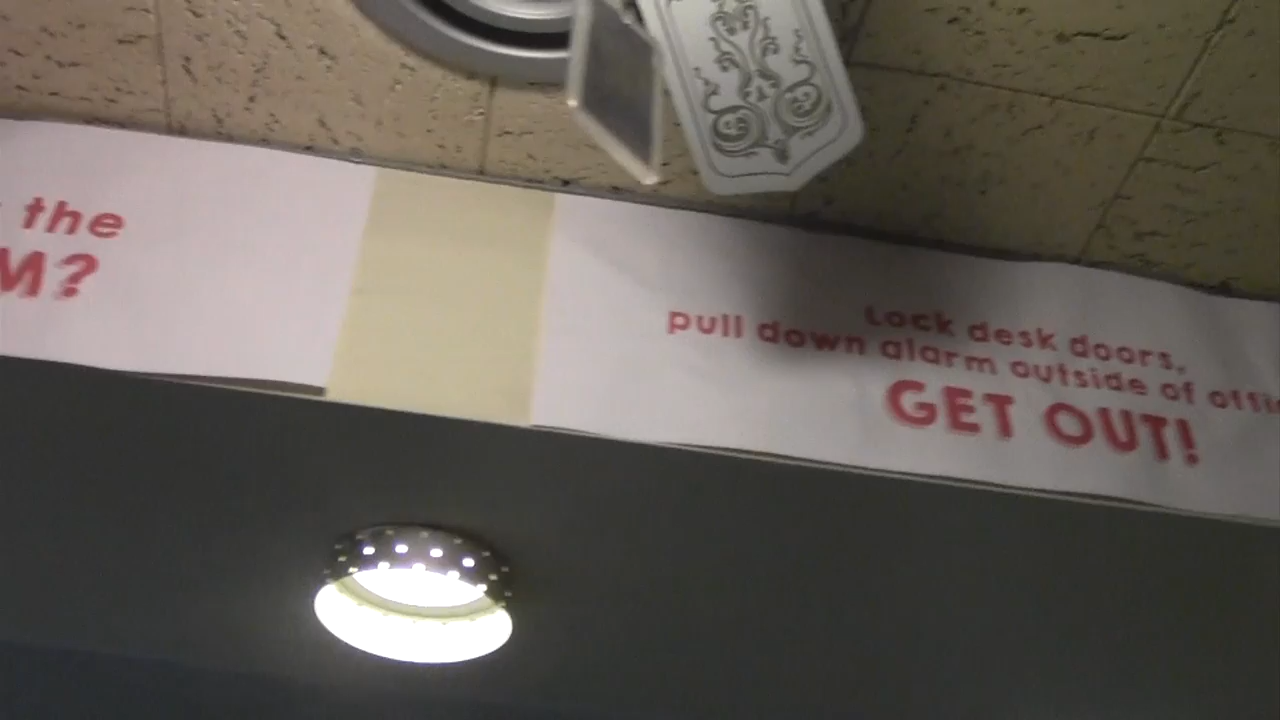 the
M?
Lock desk doors,
pull down alarm outside of offi
GET OUT!